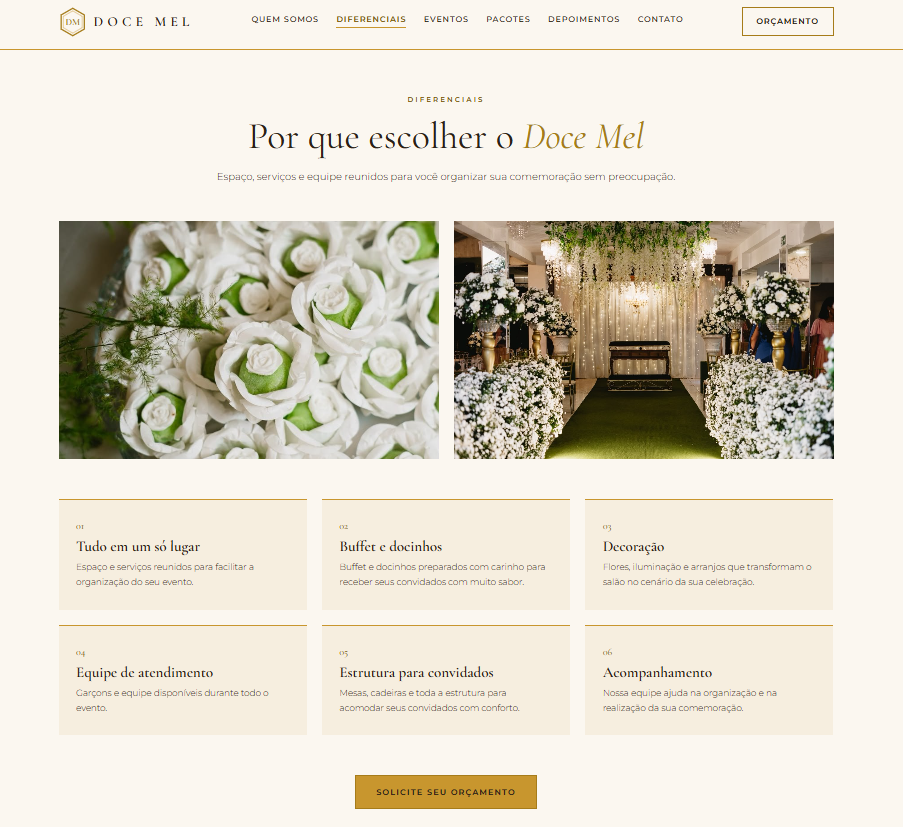 DM DOCE MEL
QUEM SOMOS DIFERENCIAIS EVENTOS PACOTES DEPOIMENTOS CONTATO
ORÇAMENTO
DIFERENCIAIS
Por que escolher o Doce Mel
Espaço, serviços e equipe reunidos para você organizar sua comemoração sem preocupação.
01
Tudo em um só lugar
Espaço e serviços reunidos para facilitar a
organização do seu evento.
02
Buffet e docinhos
Buffet e docinhos preparados com carinho para
receber seus convidados com muito sabor.
03
Decoração
Flores, iluminação e arranjos que transformam o
salão no cenário da sua celebração.
04
Equipe de atendimento
Garçons e equipe disponíveis durante todo o
evento.
05
Estrutura para convidados
Mesas, cadeiras e toda a estrutura para
acomodar seus convidados com conforto.
06
Acompanhamento
Nossa equipe ajuda na organização e na
realização da sua comemoração.
SOLICITE SEU ORÇAMENTO